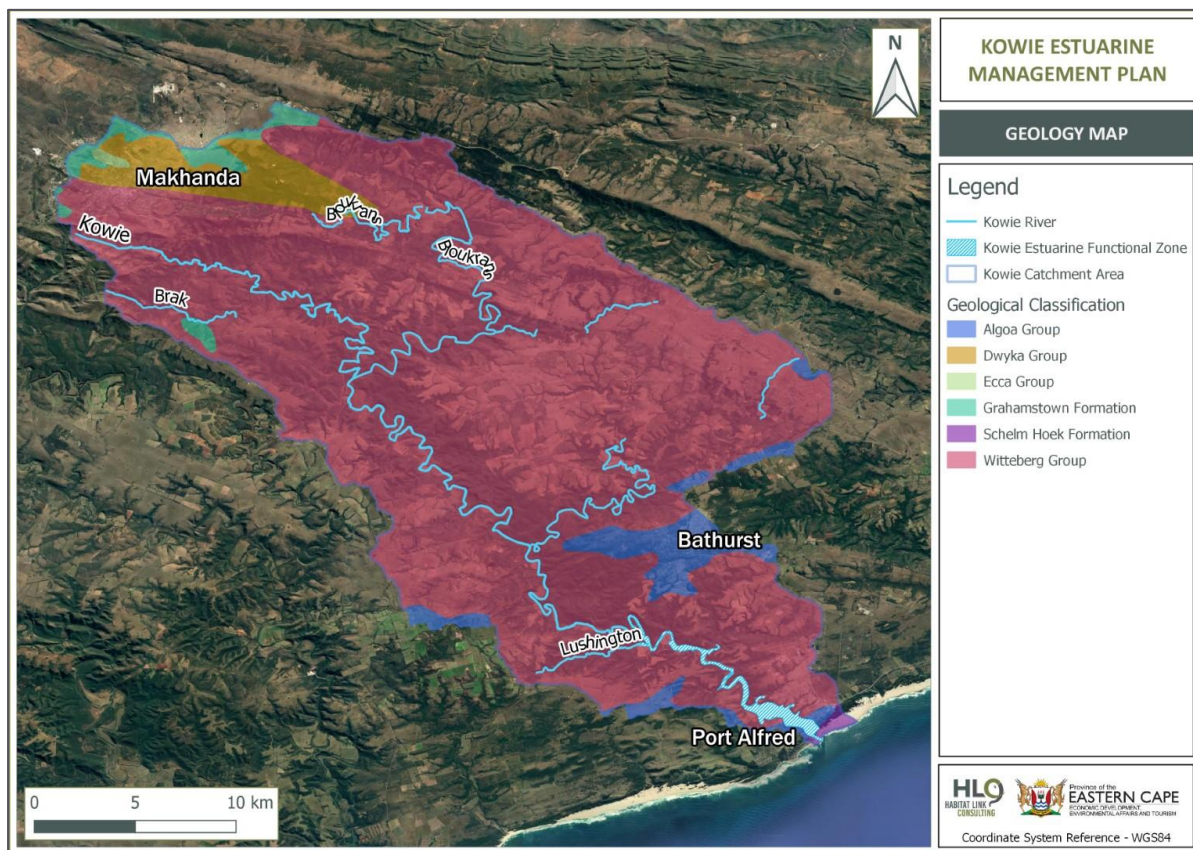 KOWIE ESTUARINE
MANAGEMENT PLAN
GEOLOGY MAP
N
Makhanda
Kowie
Bloukrans
Bloukrans
Brak
Bathurst
Lushington
Port Alfred
0 5 10 km
Legend
Kowie River
Kowie Estuarine Functional Zone
Kowie Catchment Area
Geological Classification
Algoa Group
Dwyka Group
Ecca Group
Grahamstown Formation
Schelm Hoek Formation
Witteberg Group
HABITAT LINK
CONSULTING
Province of the
EASTERN CAPE
ECONOMIC DEVELOPMENT,
ENVIRONMENTAL AFFAIRS AND TOURISM
Coordinate System Reference - WGS84